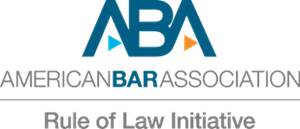 ABA
AMERICANBARASSOCIATION
Rule of Law Initiative